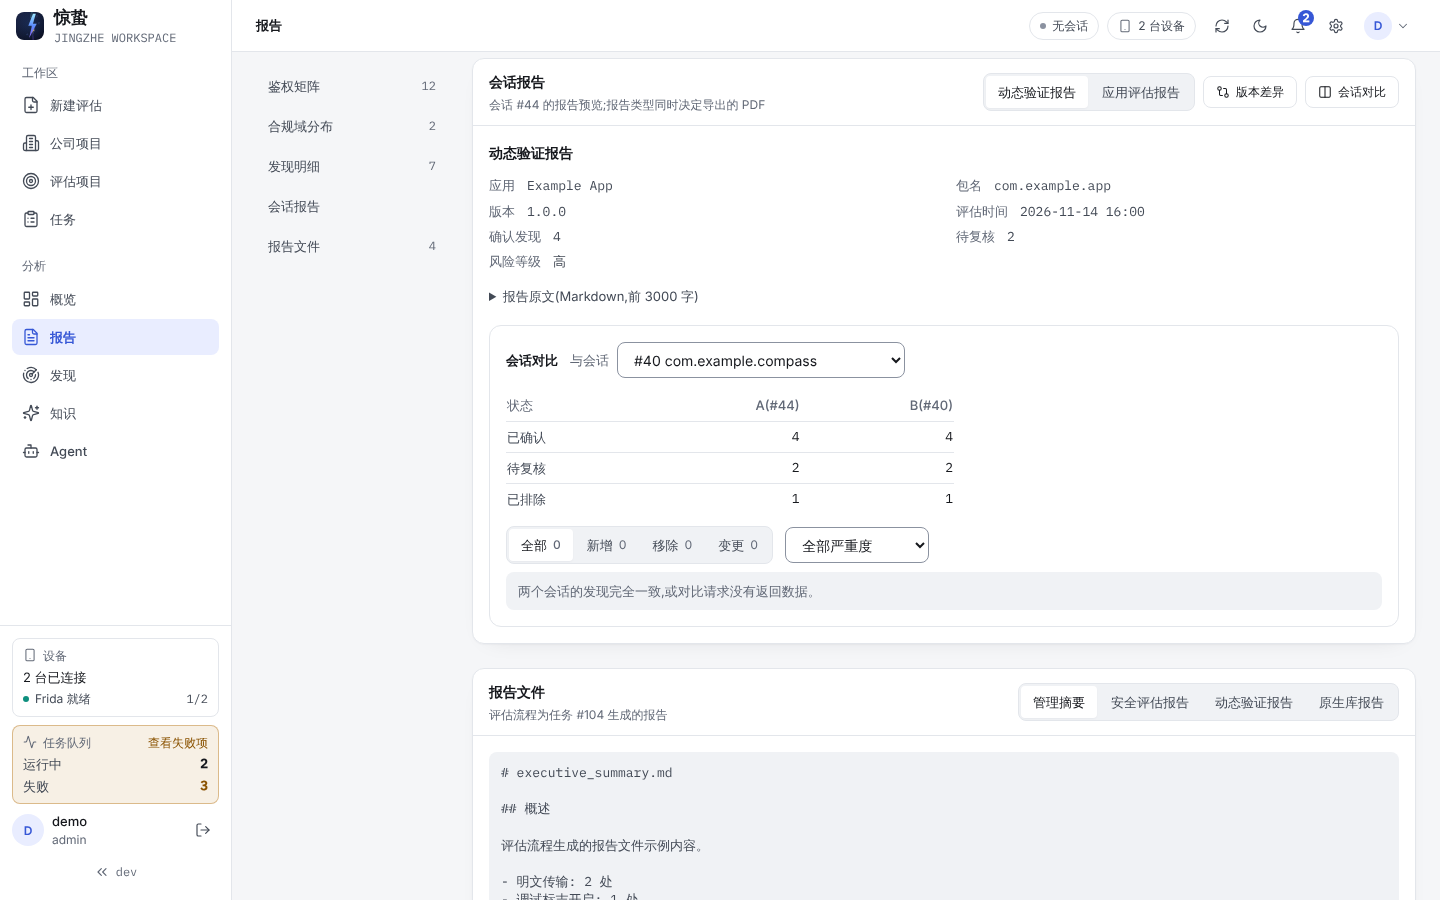 惊蛰
JINGZHE WORKSPACE
工作区
新建评估
公司项目
评估项目
任务
分析
概览
报告
发现
知识
Agent
设备
2 台已连接
Frida 就绪 1/2
任务队列 查看失败项
运行中 2
失败 3
D demo
admin
dev
报告
无会话 2 台设备 2 D
鉴权矩阵 12
合规域分布 2
发现明细 7
会话报告
报告文件 4
会话报告
会话 #44 的报告预览;报告类型同时决定导出的 PDF
动态验证报告 应用评估报告 版本差异 会话对比
动态验证报告
应用 Example App 包名 com.example.app
版本 1.0.0 评估时间 2026-11-14 16:00
确认发现 4 待复核 2
风险等级 高
报告原文(Markdown,前 3000 字)
会话对比 与会话 #40 com.example.compass
状态 A(#44) B(#40)
已确认 4 4
待复核 2 2
已排除 1 1
全部 0 新增 0 移除 0 变更 0 全部严重度
两个会话的发现完全一致,或对比请求没有返回数据。
报告文件
评估流程为任务 #104 生成的报告
管理摘要 安全评估报告 动态验证报告 原生库报告
# executive_summary.md
## 概述
评估流程生成的报告文件示例内容。
- 明文传输: 2 处
- 调试标志开启: 1 处